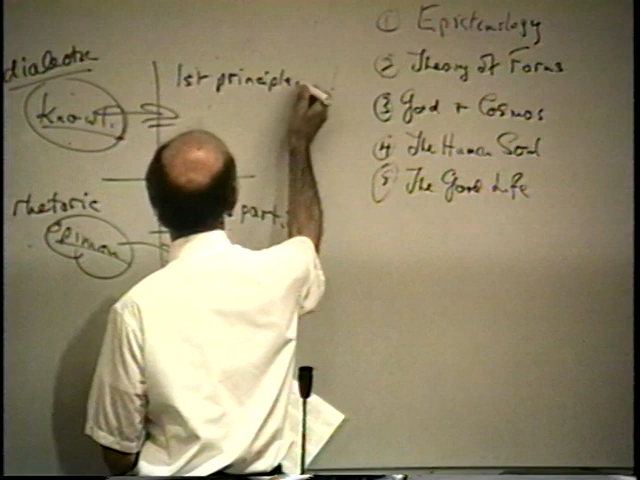 dialectic
Knowl.
1st principles
rhetoric
opinion
part.
① Epistemology
② Theory of Forms
③ God + Cosmos
④ The Human Soul
⑤ The Good Life